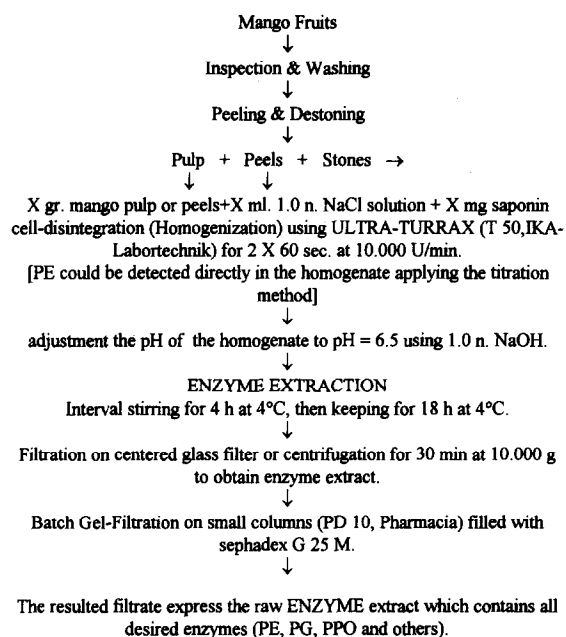 Mango Fruits
↓
Inspection & Washing
↓
Peeling & Destoning
↓
Pulp + Peels + Stones →
↓ ↓
X gr. mango pulp or peels+X ml. 1.0 n. NaCl solution + X mg saponin
cell-disintegration (Homogenization) using ULTRA-TURRAX (T 50,IKA-
Labortechnik) for 2 X 60 sec. at 10.000 U/min.
[PE could be detected directly in the homogenate applying the titration
method]
↓
adjustment the pH of the homogenate to pH = 6.5 using 1.0 n. NaOH.
↓
ENZYME EXTRACTION
Interval stirring for 4 h at 4°C, then keeping for 18 h at 4°C.
↓
Filtration on centered glass filter or centrifugation for 30 min at 10.000 g
to obtain enzyme extract.
↓
Batch Gel-Filtration on small columns (PD 10, Pharmacia) filled with
sephadex G 25 M.
↓
The resulted filtrate express the raw ENZYME extract which contains all
desired enzymes (PE, PG, PPO and others).